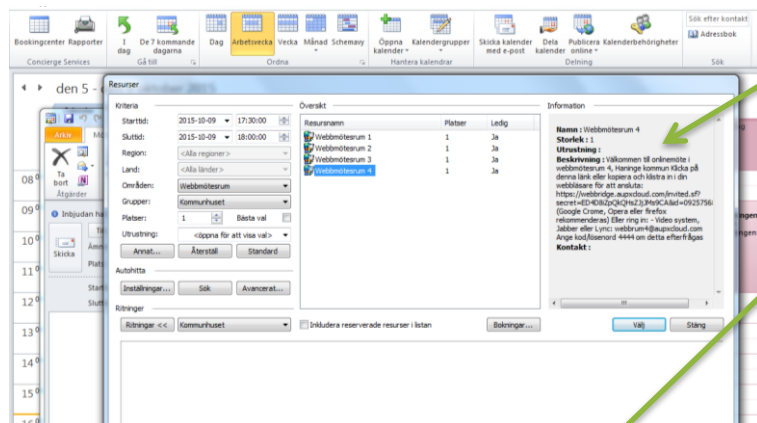 Sök efter kontakt
Adressbok
Bookingcenter Rapporter
I dag
De 7 kommande dagarna
Dag
Arbetsvecka
Vecka
Månad
Schemavy
Öppna kalender
Kalendergrupper
Skicka kalender med e-post
Dela kalender
Publicera online
Kalenderbehörigheter
Concierge Services
Gå till
Ordna
Hantera kalendrar
Delning
Sök
den 5 -
2015
Resurser
Arkiv
Ta bort
Åtgärder
Inbjudan
Skicka
08
09
10
11
12
13
14
15
Kriteria
Starttid: 2015-10-09 17:30:00
Sluttid: 2015-10-09 18:00:00
Region: <Alla regioner>
Land: <Alla länder>
Områden: Webbmötesrum
Grupper: Kommunhuset
Platser: 1 Bästa val
Utrustning: <öppna för att visa val>
Annat... Återställ Standard
Autohitta
Inställningar... Sök Avancerat...
Ritningar
Ritningar << Kommunhuset
Översikt
Resursnamn Platser Ledig
Webbmötesrum 1 1 Ja
Webbmötesrum 2 1 Ja
Webbmötesrum 3 1 Ja
Webbmötesrum 4 1 Ja
Inkludera reserverade resurser i listan
Bokningar...
Information
Namn : Webbmötesrum 4
Storlek : 1
Utrustning :
Beskrivning : Välkommen till onlinemöte i
webbmötesrum 4, Haninge kommun Klicka på
denna länk eller kopiera och klistra in i din
webbläsare för att ansluta:
(Google Crome, Opera eller firefox
rekommenderas) Eller ring in: - Video system,
Jabber eller Lync: webbrum4@aupxcloud.com
Ange kod/lösenord 4444 om detta efterfrågas
Kontakt :
Välj
Stäng